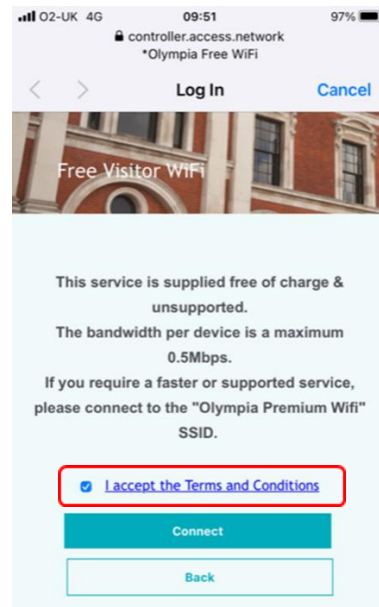 O2-UK 4G 09:51 97%
controller.access.network
*Olympia Free WiFi
< > Log In Cancel
Free Visitor WiFi
This service is supplied free of charge &
unsupported.
The bandwidth per device is a maximum
0.5Mbps.
If you require a faster or supported service,
please connect to the "Olympia Premium Wifi"
SSID.
I accept the Terms and Conditions
Connect
Back